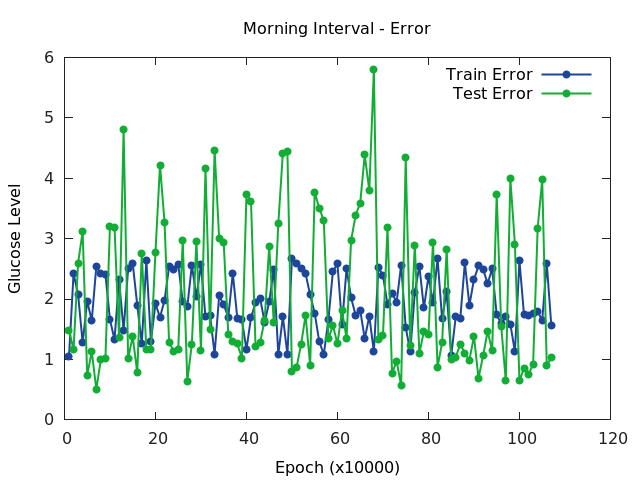 Morning Interval - Error
Train Error
Test Error
6
5
4
3
2
1
0
Glucose Level
0 20 40 60 80 100 120
Epoch (x10000)